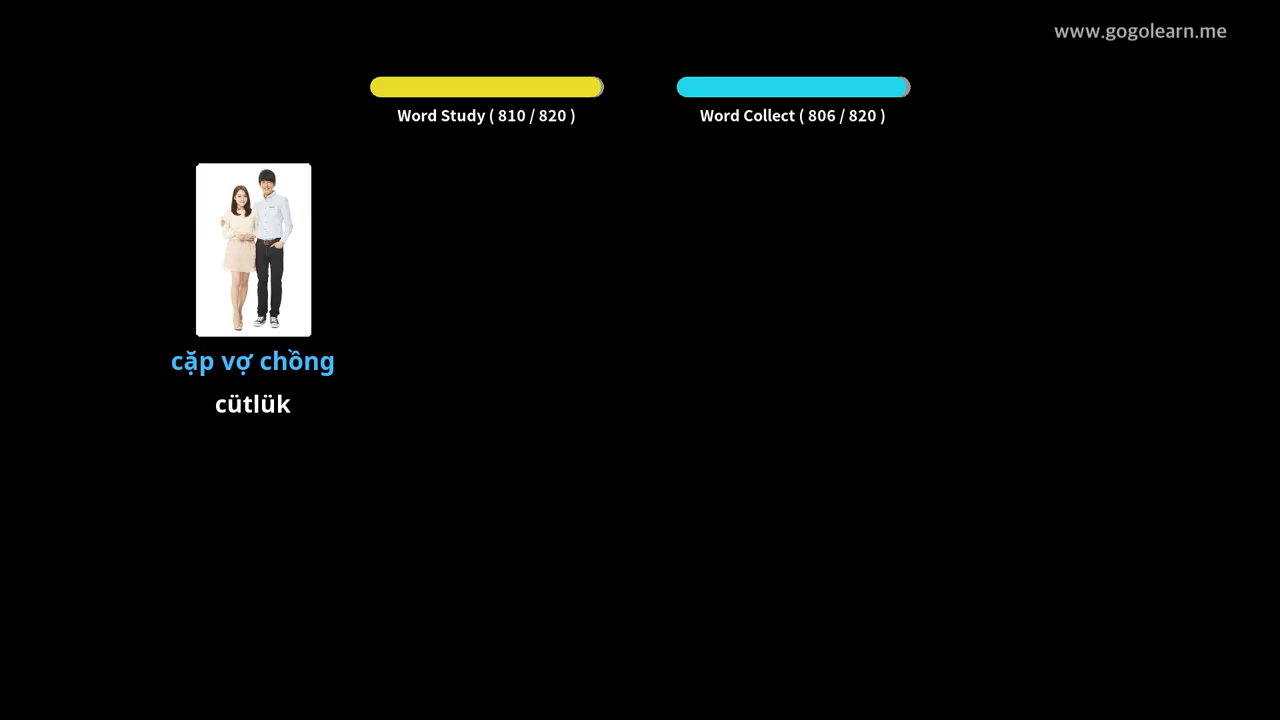 www.gogolearn.me
Word Study ( 810 / 820 )
Word Collect ( 806 / 820 )
cặp vợ chồng
cütlük